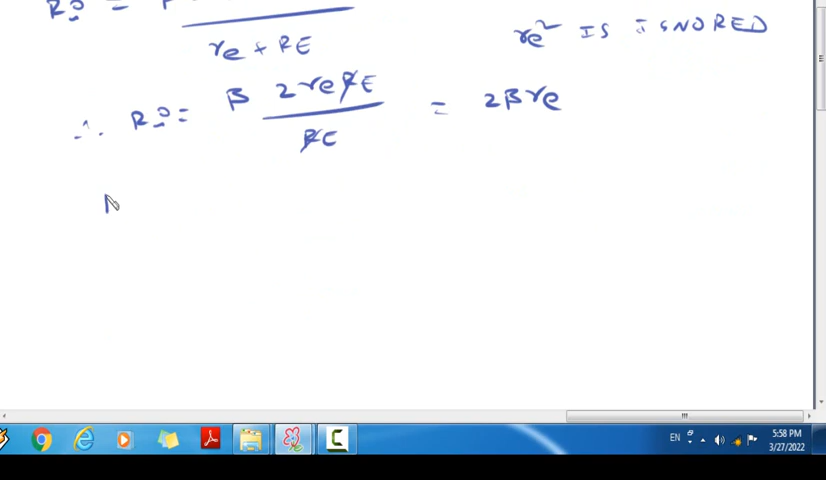 re + RE
re² IS IGNORED
∴ Ri = β 2reRE / RE = 2βre
EN
5:58 PM
3/27/2022